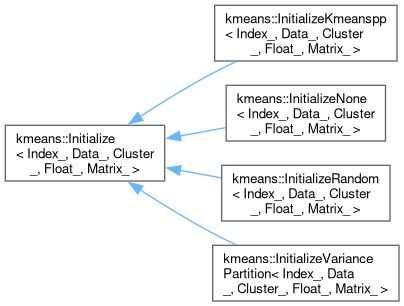 kmeans::InitializeKmeanspp
< Index_, Data_, Cluster
_, Float_, Matrix_ >
kmeans::InitializeNone
< Index_, Data_, Cluster
_, Float_, Matrix_ >
kmeans::Initialize
< Index_, Data_, Cluster
_, Float_, Matrix_ >
kmeans::InitializeRandom
< Index_, Data_, Cluster
_, Float_, Matrix_ >
kmeans::InitializeVariance
Partition< Index_, Data
_, Cluster_, Float_, Matrix_ >